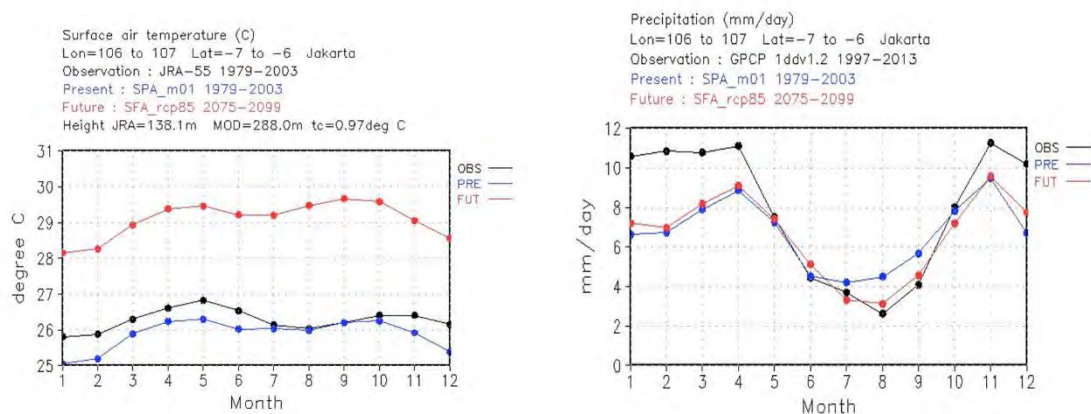 Surface air temperature (C)
Lon=106 to 107 Lat=-7 to -6 Jakarta
Observation : JRA-55 1979-2003
Present : SPA_m01 1979-2003
Future : SFA_rcp85 2075-2099
Height JRA=138.1m MOD=288.0m tc=0.97deg C
31
30
29
28
27
26
25
degree C
1 2 3 4 5 6 7 8 9 10 11 12
Month
OBS
PRE
FUT
Precipitation (mm/day)
Lon=106 to 107 Lat=-7 to -6 Jakarta
Observation : GPCP 1ddv1.2 1997-2013
Present : SPA_m01 1979-2003
Future : SFA_rcp85 2075-2099
12
10
8
6
4
2
0
mm/day
1 2 3 4 5 6 7 8 9 10 11 12
Month
OBS
PRE
FUT